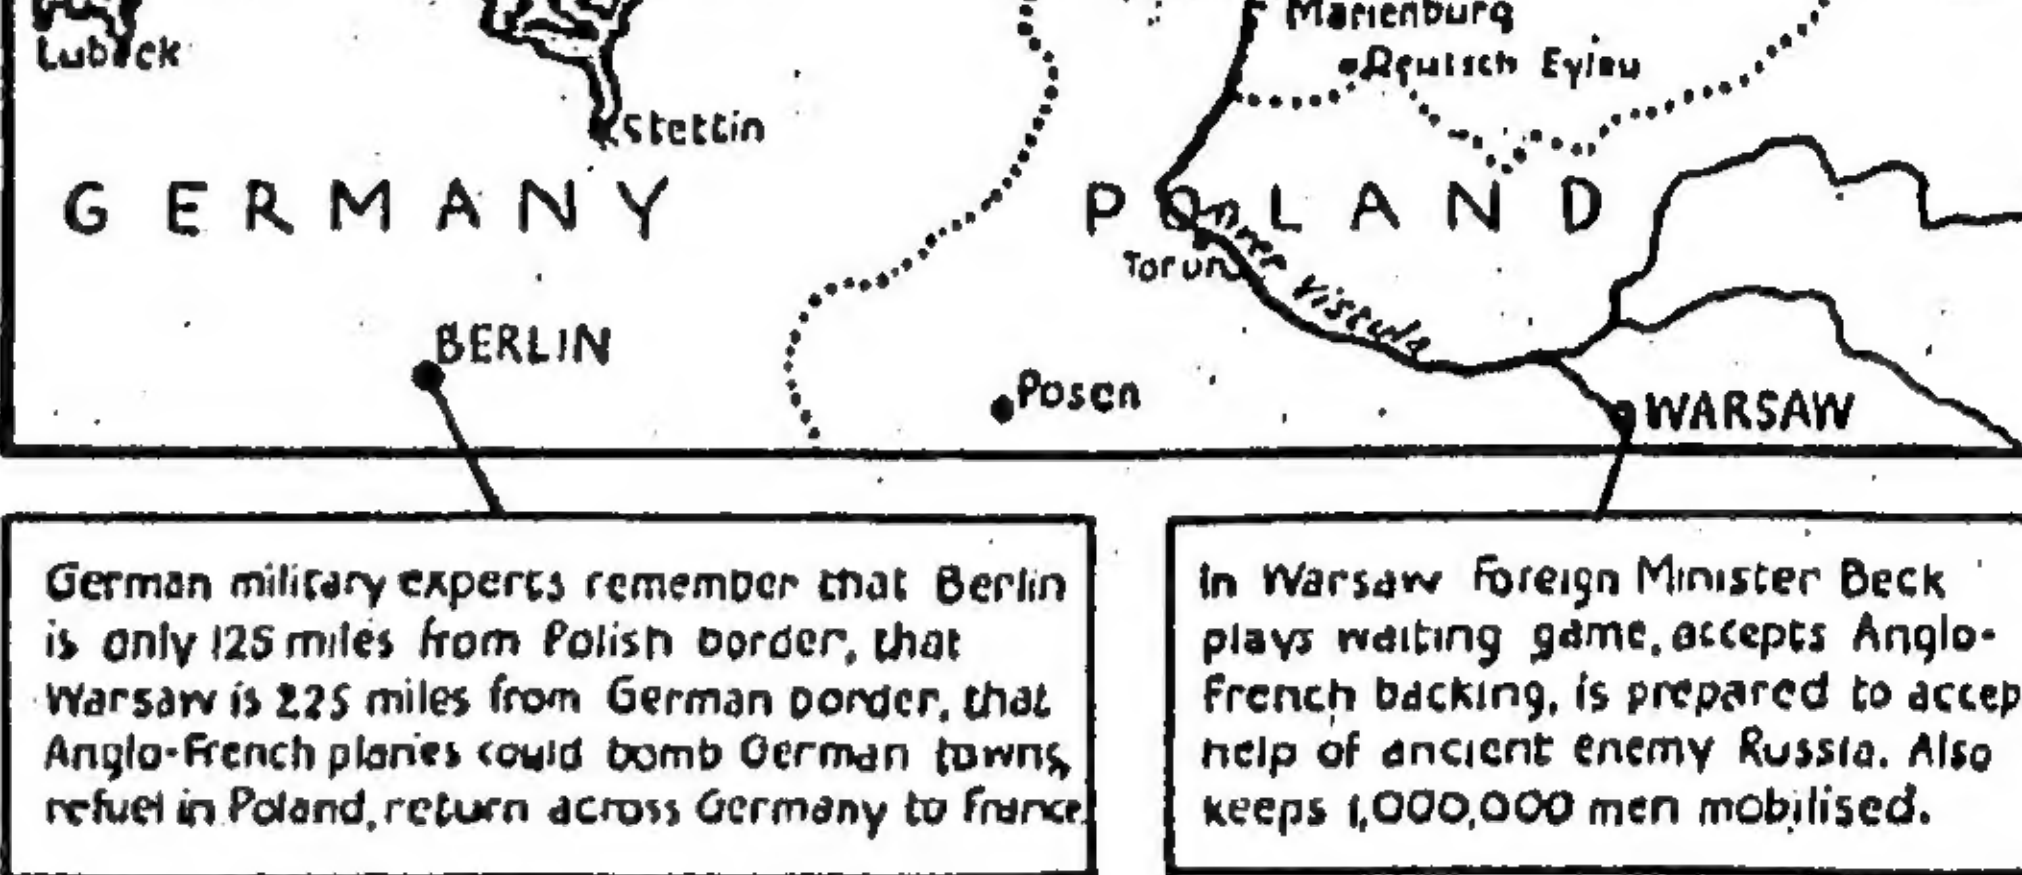 Marienburg
Lubeck
Deutsch Eylau
Stettin
GERMANY
POLAND
River Vistula
Torun
BERLIN
Posen
WARSAW
German military experts remember that Berlin
is only 125 miles from Polish border, that
Warsaw is 225 miles from German border, that
Anglo-French planes could bomb German towns,
refuel in Poland, return across Germany to France.
In Warsaw Foreign Minister Beck
plays waiting game, accepts Anglo-
French backing, is prepared to accep
help of ancient enemy Russia. Also
keeps 1,000,000 men mobilised.